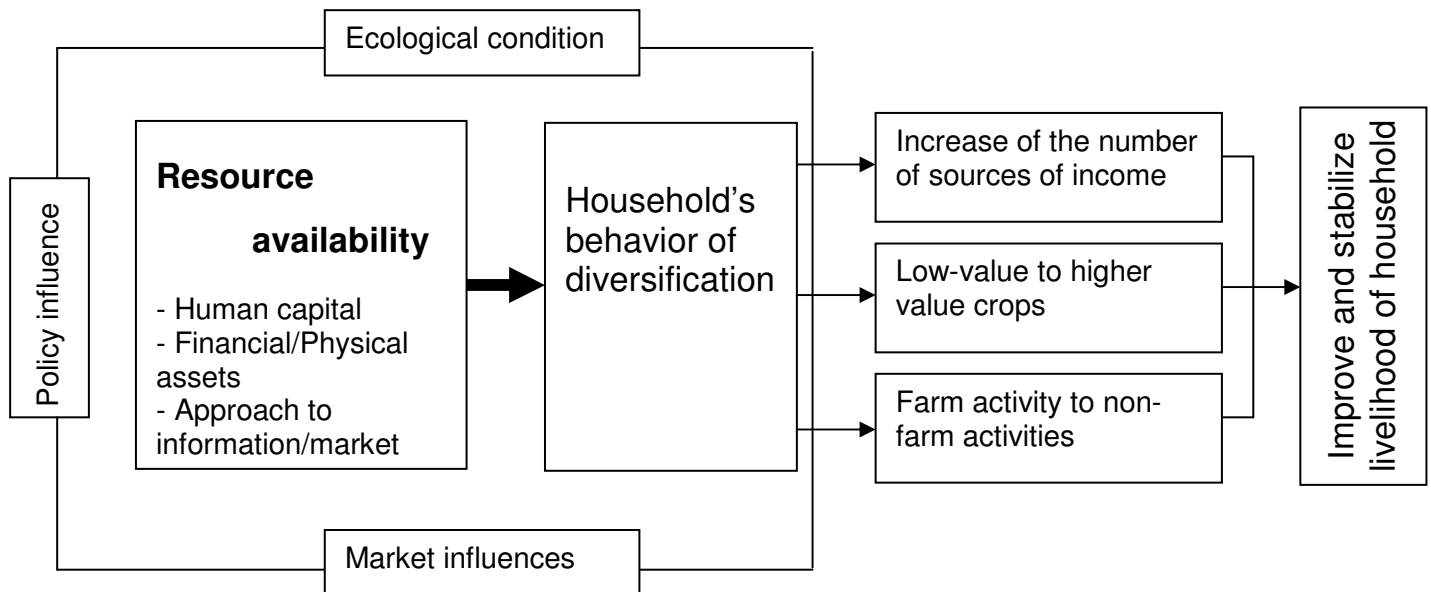 Ecological condition
Policy influence
Resource
availability
- Human capital
- Financial/Physical
assets
- Approach to
information/market
Household’s
behavior of
diversification
Increase of the number
of sources of income
Low-value to higher
value crops
Farm activity to non-
farm activities
Improve and stabilize
livelihood of household
Market influences